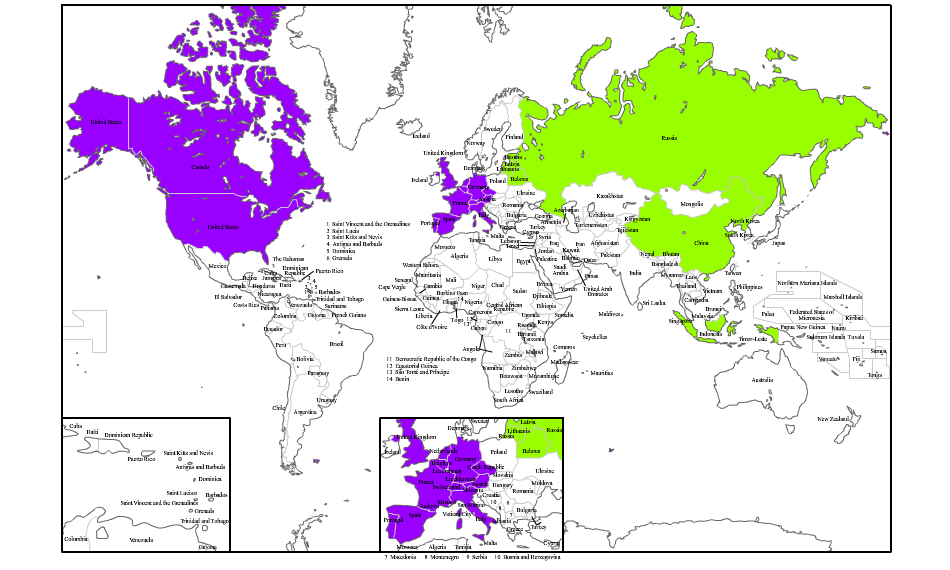 United States
Canada
United States
Mexico
Iceland
Sweden
Norway
Finland
United Kingdom
Ireland
Estonia
Latvia
Lithuania
Belarus
Poland
Germany
France
Spain
Italy
Ukraine
Romania
Bulgaria
Russia
Kazakhstan
Mongolia
Azerbaijan
Georgia
Armenia
Turkey
Uzbekistan
Turkmenistan
Kyrgyzstan
Tajikistan
North Korea
South Korea
Japan
China
Malta
Cyprus
Syria
Lebanon
Iraq
Iran
Afghanistan
Jordan
Kuwait
Pakistan
Palestine
Bahrain
Qatar
Saudi
Arabia
Oman
United Arab
Emirates
Yemen
Nepal
Bhutan
India
Bangladesh
Myanmar
Laos
Taiwan
Thailand
Vietnam
Cambodia
Philippines
Sri Lanka
Maldives
Brunei
Malaysia
Singapore
Indonesia
Timor-Leste
Northern Mariana Islands
Marshall Islands
Palau
Federated States of
Micronesia
Kiribati
Papua New Guinea
Nauru
Solomon Islands
Tuvalu
Samoa
Vanuatu
Fiji
Tonga
Australia
New Zealand
1 Saint Vincent and the Grenadines
2 Saint Lucia
3 Saint Kitts and Nevis
4 Antigua and Barbuda
5 Dominica
6 Grenada
The Bahamas
Cuba
Dominican
Republic
Puerto Rico
Belize
Jamaica
Guatemala
Honduras
Haiti
El Salvador
Nicaragua
Barbados
Trinidad and Tobago
Costa Rica
Panama
Venezuela
Suriname
Colombia
Guyana
French Guiana
Ecuador
Peru
Brazil
Bolivia
Paraguay
Chile
Uruguay
Argentina
Portugal
Morocco
Tunisia
Algeria
Libya
Egypt
Western Sahara
Mauritania
Senegal
Cape Verde
Gambia
Mali
Niger
Chad
Sudan
Eritrea
Djibouti
Guinea-Bissau
Guinea
Burkina Faso
Sierra Leone
Liberia
Ghana
Côte d'Ivoire
Togo
Nigeria
14
Cameroon
Central African
Republic
Ethiopia
Somalia
12
13
Gabon
Congo
Uganda
Kenya
Rwanda
Burundi
Tanzania
11
Seychelles
Comoros
Angola
Zambia
Malawi
Namibia
Zimbabwe
Madagascar
Mauritius
Botswana
Mozambique
Lesotho
Swaziland
South Africa
11 Democratic Republic of the Congo
12 Equatorial Guinea
13 São Tomé and Príncipe
14 Benin
Cuba
Haiti
Dominican Republic
Puerto Rico
Saint Kitts and Nevis
Antigua and Barbuda
Dominica
Saint Lucia
Barbados
Saint Vincent and the Grenadines
Grenada
Trinidad and Tobago
Colombia
Venezuela
Guyana
Sweden
Denmark
Latvia
Lithuania
Russia
Russia
United Kingdom
Ireland
Netherlands
Belarus
Poland
Belgium
Germany
Luxembourg
Czech Republic
Slovakia
Ukraine
France
Liechtenstein
Switzerland
Austria
Hungary
Moldova
Slovenia
Croatia
Romania
Monaco
San Marino
10
9
8
7
Andorra
Portugal
Spain
Vatican City
Italy
Albania
Bulgaria
Greece
Turkey
Morocco
Algeria
Tunisia
Malta
Cyprus
7 Macedonia 8 Montenegro 9 Serbia 10 Bosnia and Herzegovina